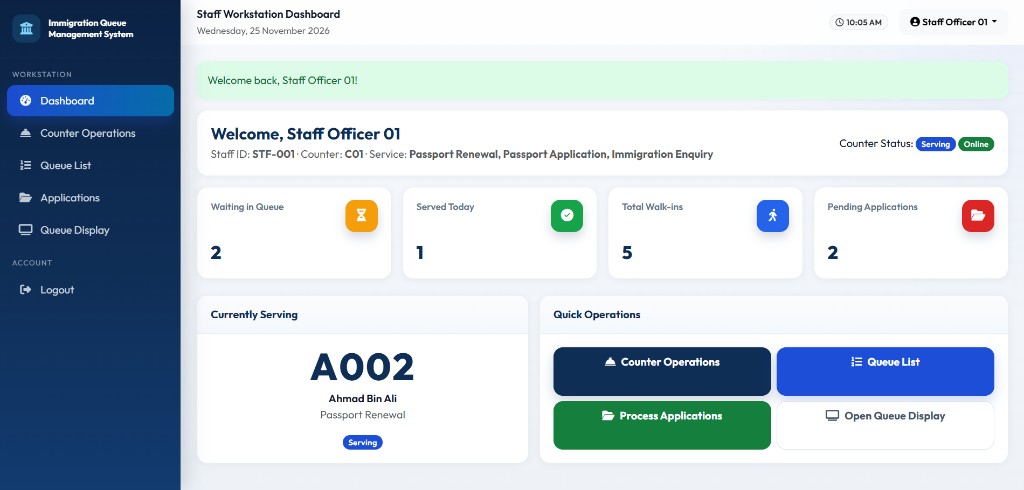 Immigration Queue
Management System
WORKSTATION
Dashboard
Counter Operations
Queue List
Applications
Queue Display
ACCOUNT
Logout
Staff Workstation Dashboard
Wednesday, 25 November 2026
10:05 AM
Staff Officer 01
Welcome back, Staff Officer 01!
Welcome, Staff Officer 01
Staff ID: STF-001 · Counter: C01 · Service: Passport Renewal, Passport Application, Immigration Enquiry
Counter Status: Serving Online
Waiting in Queue
2
Served Today
1
Total Walk-ins
5
Pending Applications
2
Currently Serving
A002
Ahmad Bin Ali
Passport Renewal
Serving
Quick Operations
Counter Operations
Queue List
Process Applications
Open Queue Display